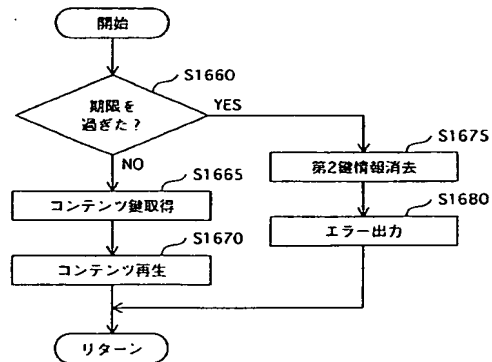 開始
S1660
期限を
過ぎた?
YES
NO
S1675
第2鍵情報消去
S1665
コンテンツ鍵取得
S1680
エラー出力
S1670
コンテンツ再生
リターン